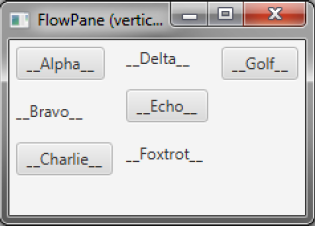 FlowPane (vertic...
__Alpha__
__Bravo__
__Charlie__
__Delta__
__Echo__
__Foxtrot__
__Golf__